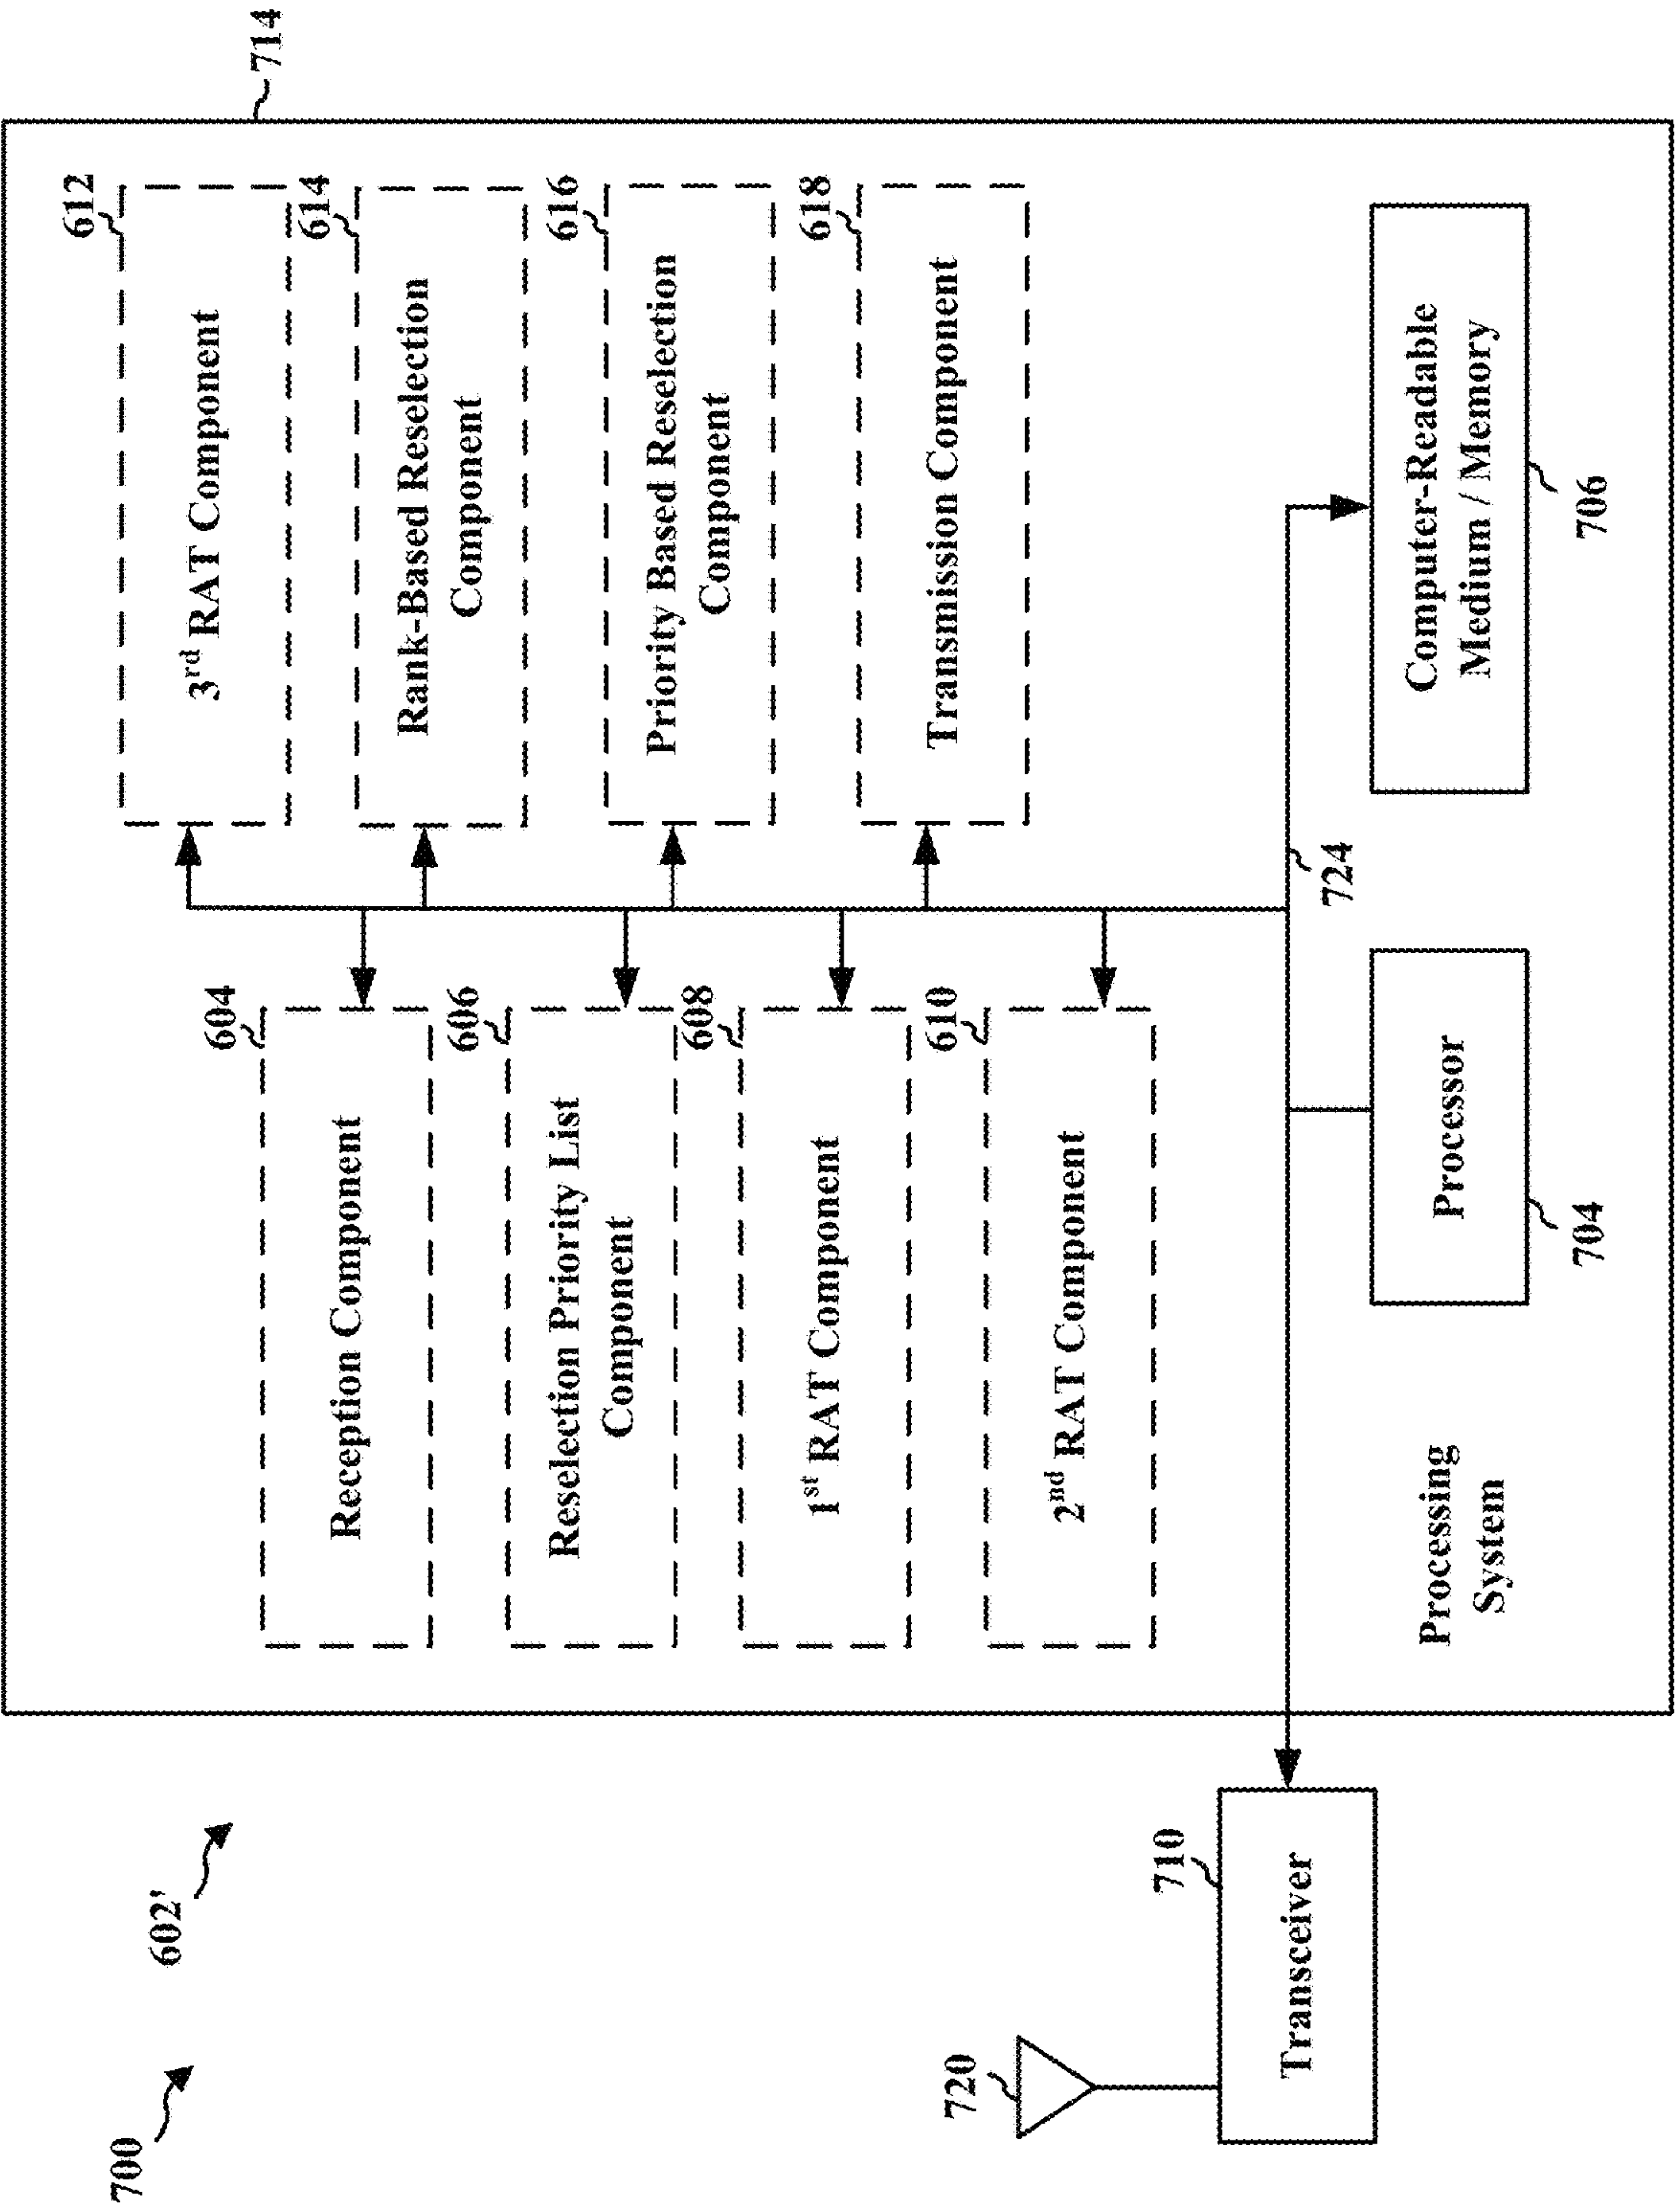 700
602'
714
604
Reception Component
612
3rd RAT Component
606
Reselection Priority List
Component
614
Rank-Based Reselection
Component
608
1st RAT Component
616
Priority Based Reselection
Component
610
2nd RAT Component
618
Transmission Component
720
710
Transceiver
724
Processing
System
Processor
704
Computer-Readable
Medium / Memory
706